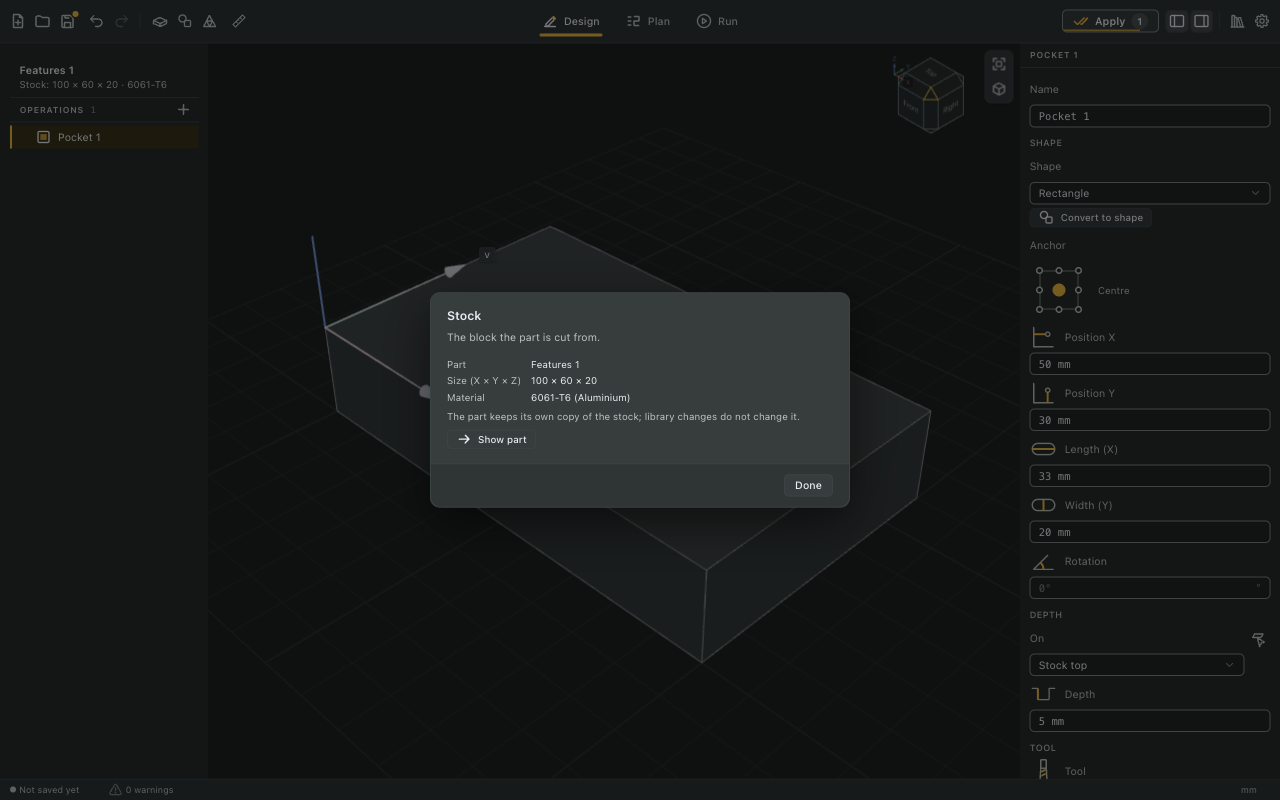 Design
Plan
Run
Apply 1
Features 1
Stock: 100 × 60 × 20 · 6061-T6
OPERATIONS 1
Pocket 1
v
Top
Front
Right
Stock
The block the part is cut from.
Part Features 1
Size (X × Y × Z) 100 × 60 × 20
Material 6061-T6 (Aluminium)
The part keeps its own copy of the stock; library changes do not change it.
Show part
Done
POCKET 1
Name
Pocket 1
SHAPE
Shape
Rectangle
Convert to shape
Anchor
Centre
Position X
50 mm
Position Y
30 mm
Length (X)
33 mm
Width (Y)
20 mm
Rotation
0° °
DEPTH
On
Stock top
Depth
5 mm
TOOL
Tool
Not saved yet
0 warnings
mm